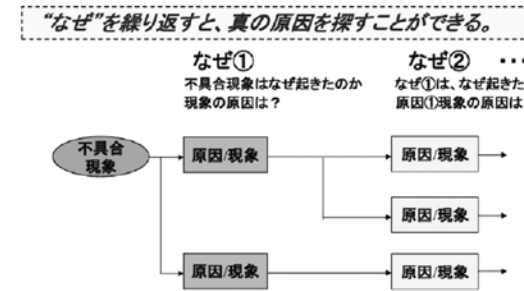 “なぜ”を繰り返すと、真の原因を探すことができる。
なぜ① なぜ② ・・・
不具合現象はなぜ起きたのか
現象の原因は？
なぜ①は、なぜ起きた
原因①現象の原因は
不具合
現象
原因/現象
原因/現象
原因/現象
原因/現象
原因/現象